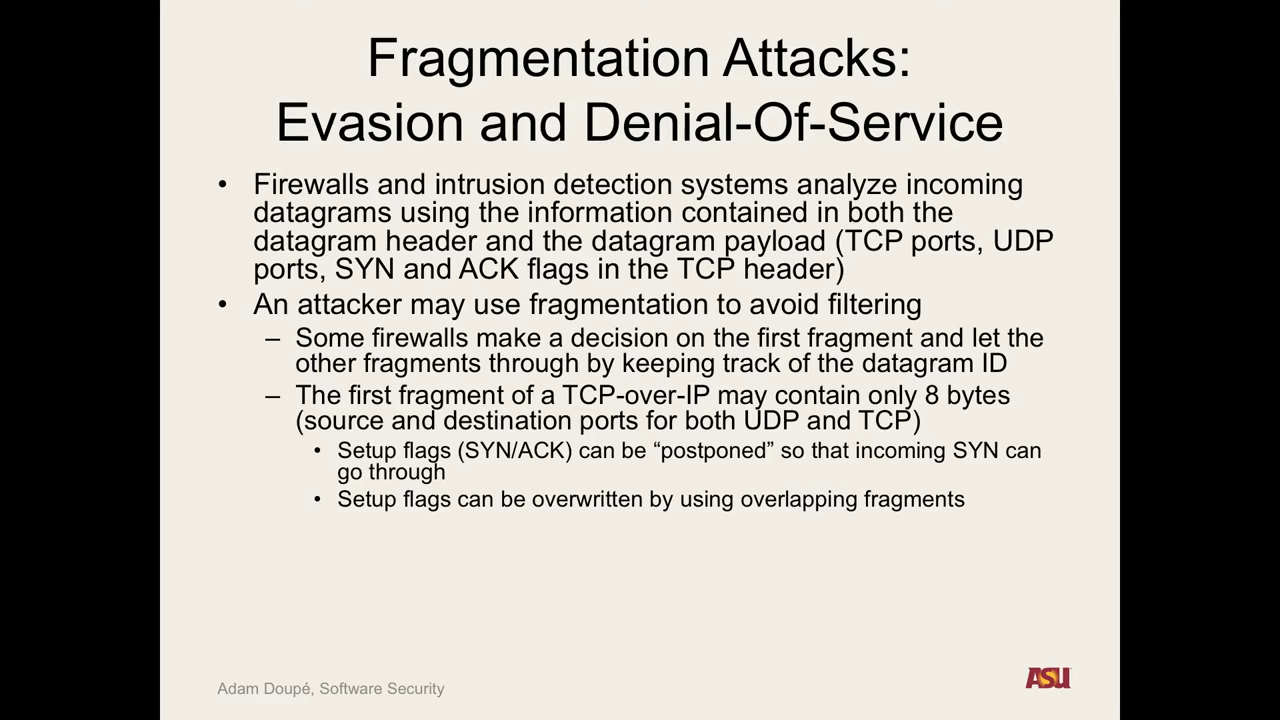 Fragmentation Attacks:
Evasion and Denial-Of-Service
• Firewalls and intrusion detection systems analyze incoming
datagrams using the information contained in both the
datagram header and the datagram payload (TCP ports, UDP
ports, SYN and ACK flags in the TCP header)
• An attacker may use fragmentation to avoid filtering
– Some firewalls make a decision on the first fragment and let the
other fragments through by keeping track of the datagram ID
– The first fragment of a TCP-over-IP may contain only 8 bytes
(source and destination ports for both UDP and TCP)
• Setup flags (SYN/ACK) can be “postponed” so that incoming SYN can
go through
• Setup flags can be overwritten by using overlapping fragments
Adam Doupé, Software Security
ASU